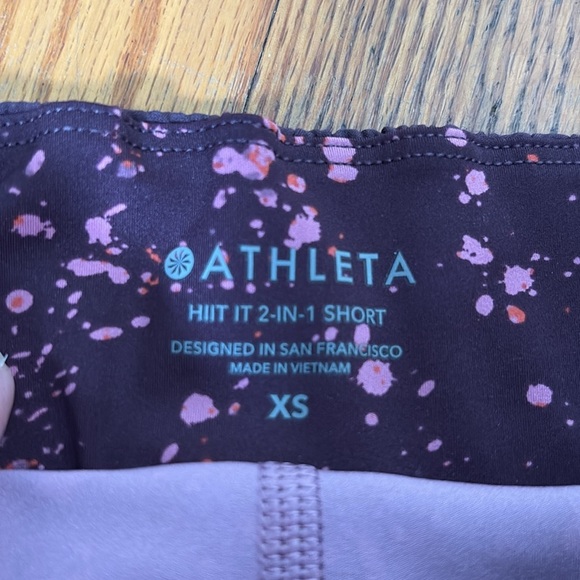 ATHLETA
HIIT IT 2-IN-1 SHORT
DESIGNED IN SAN FRANCISCO
MADE IN VIETNAM
XS